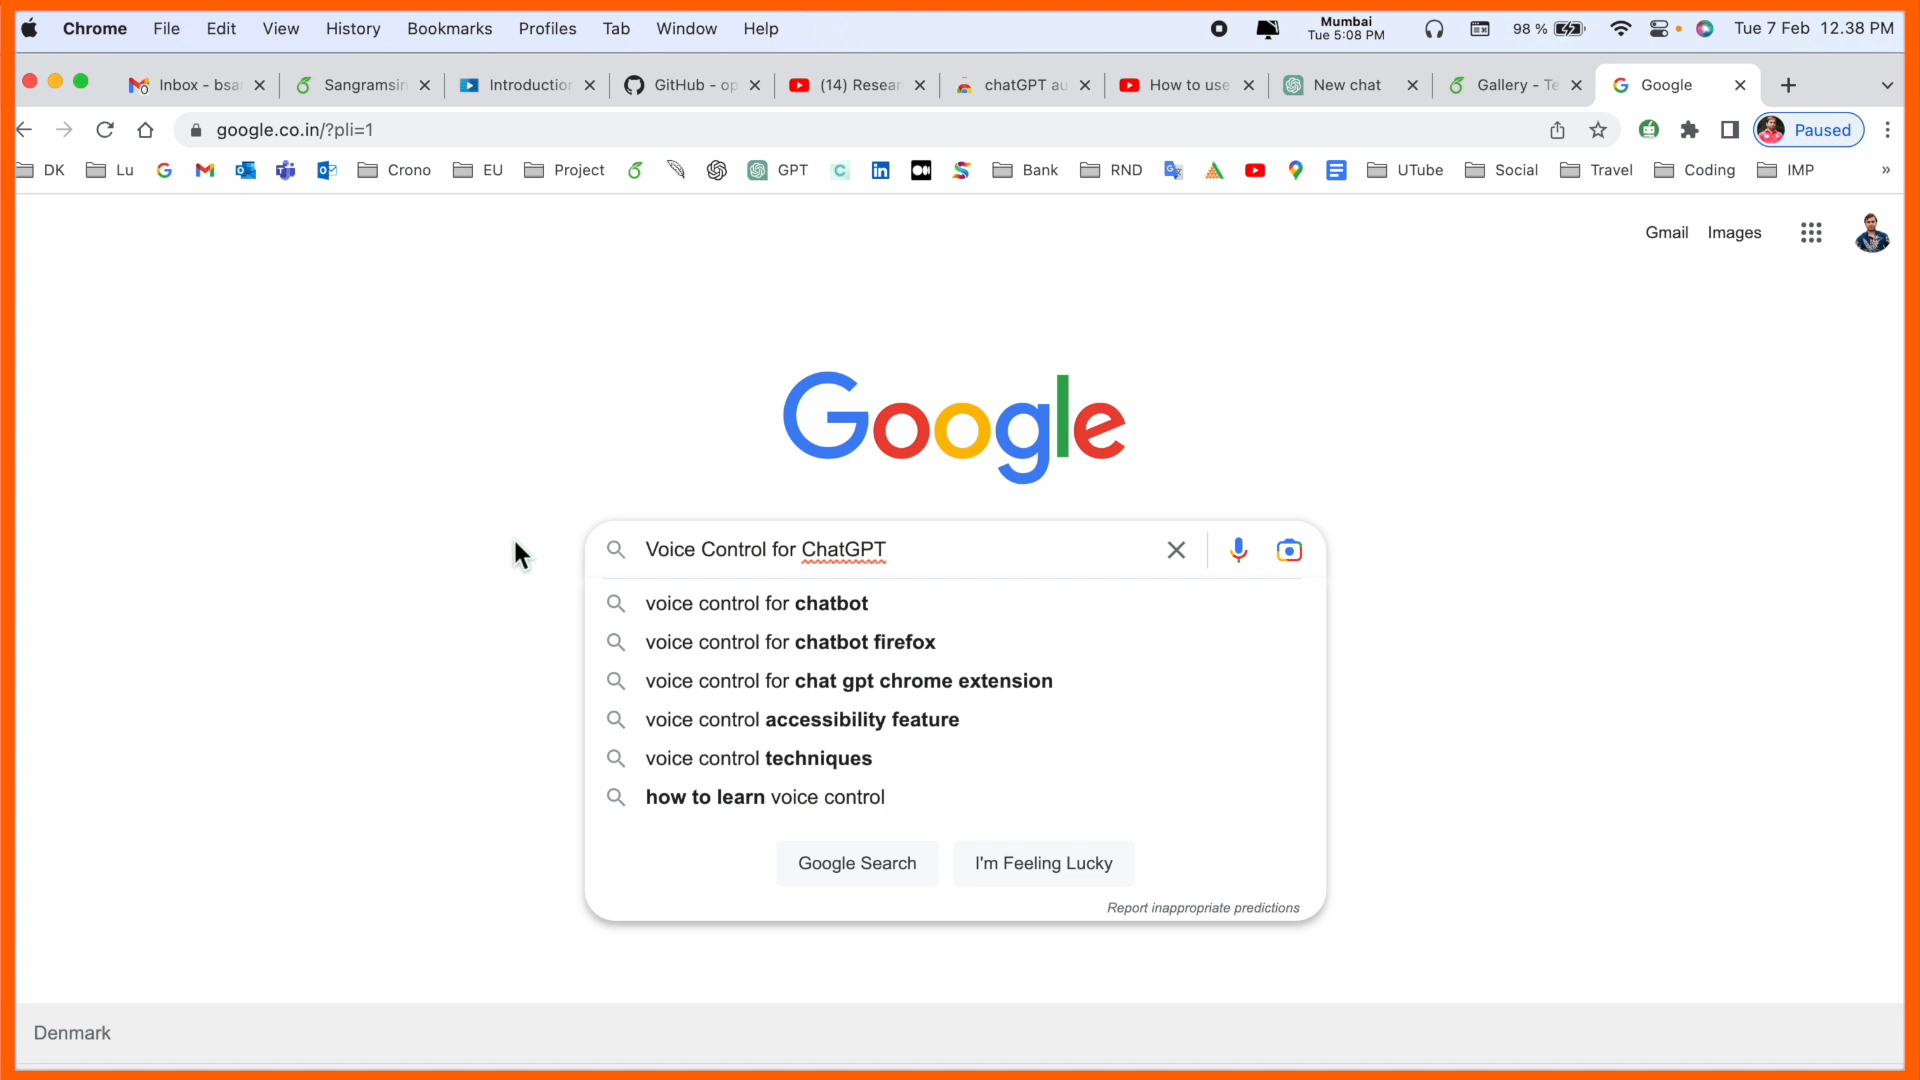 Chrome File Edit View History Bookmarks Profiles Tab Window Help
Mumbai
Tue 5:08 PM
98 %
Tue 7 Feb 12.38 PM
Inbox - bsar
Sangramsin
Introduction
GitHub - op
(14) Resear
chatGPT au
How to use
New chat
Gallery - Te
Google
google.co.in/?pli=1
Paused
DK Lu Crono EU Project GPT Bank RND UTube Social Travel Coding IMP »
Gmail Images
Google
Voice Control for ChatGPT
voice control for chatbot
voice control for chatbot firefox
voice control for chat gpt chrome extension
voice control accessibility feature
voice control techniques
how to learn voice control
Google Search I'm Feeling Lucky
Report inappropriate predictions
Denmark